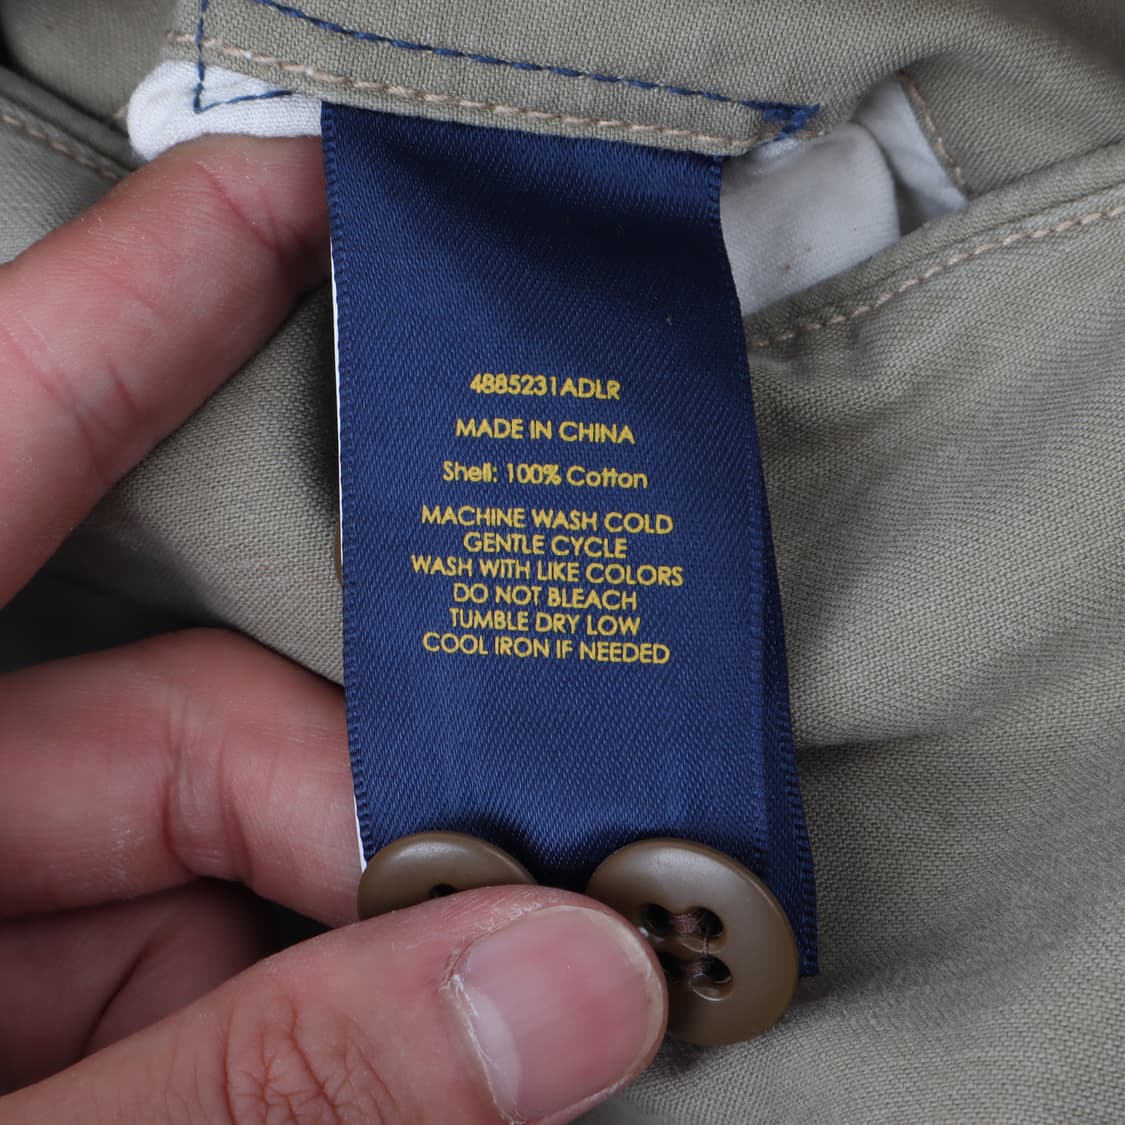 4885231ADLR
MADE IN CHINA
Shell: 100% Cotton
MACHINE WASH COLD
GENTLE CYCLE
WASH WITH LIKE COLORS
DO NOT BLEACH
TUMBLE DRY LOW
COOL IRON IF NEEDED